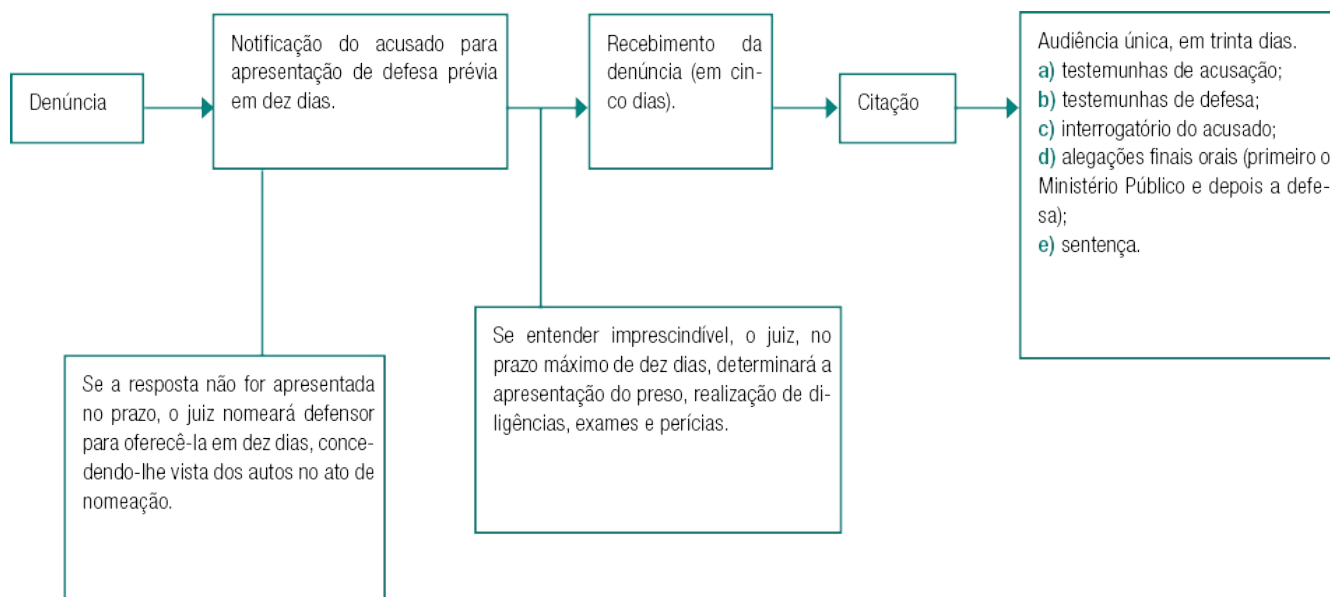 Denúncia
Notificação do acusado para
apresentação de defesa prévia
em dez dias.
Recebimento da
denúncia (em cin-
co dias).
Citação
Audiência única, em trinta dias.
a) testemunhas de acusação;
b) testemunhas de defesa;
c) interrogatório do acusado;
d) alegações finais orais (primeiro o
Ministério Público e depois a defe-
sa);
e) sentença.
Se a resposta não for apresentada
no prazo, o juiz nomeará defensor
para oferecê-la em dez dias, conce-
dendo-lhe vista dos autos no ato de
nomeação.
Se entender imprescindível, o juiz, no
prazo máximo de dez dias, determinará a
apresentação do preso, realização de di-
ligências, exames e perícias.